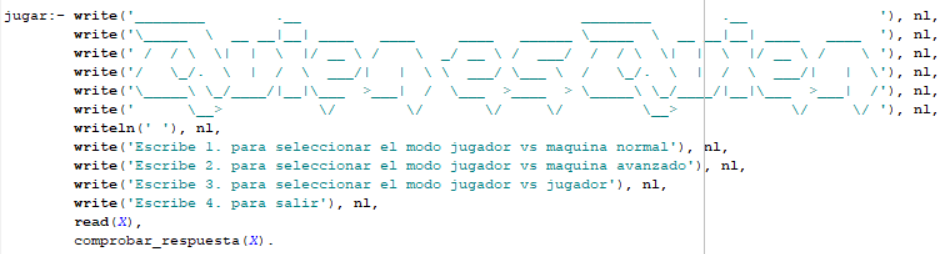 jugar:- write('________          .__                                   ________          .__                 '), nl,
        write('\_____  \  __ __|__| ____   ____      ____   ______ \_____  \  __ __|__| ____   ____  '), nl,
        write(' /  / \  \|  |  \  |/ __ \ /    \   _/ __ \ /  ___/  /  / \  \|  |  \  |/ __ \ /    \ '), nl,
        write('/   \_/.  \  |  /  \  ___/|   |  \  \  ___/ \___ \  /   \_/.  \  |  /  \  ___/|   |  \'), nl,
        write('\_____\ \_/____/|__|\___  >___|  /   \___  >____  > \_____\ \_/____/|__|\___  >___|  /'), nl,
        write('       \__>             \/     \/        \/     \/         \__>             \/     \/ '), nl,
        writeln(' '), nl,
        write('Escribe 1. para seleccionar el modo jugador vs maquina normal'), nl,
        write('Escribe 2. para seleccionar el modo jugador vs maquina avanzado'), nl,
        write('Escribe 3. para seleccionar el modo jugador vs jugador'), nl,
        write('Escribe 4. para salir'), nl,
        read(X),
        comprobar_respuesta(X).